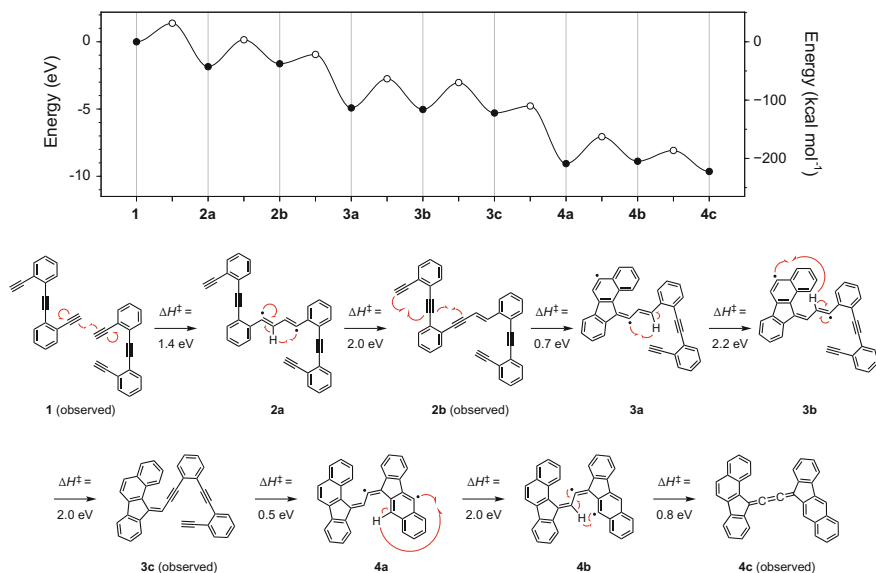 Energy (eV)
0
-5
-10
Energy (kcal mol⁻¹)
0
−100
−200
1 2a 2b 3a 3b 3c 4a 4b 4c
ΔH‡ =
1.4 eV
ΔH‡ =
2.0 eV
ΔH‡ =
0.7 eV
ΔH‡ =
2.2 eV
H
H
H
1 (observed)
2a
2b (observed)
3a
3b
ΔH‡ =
2.0 eV
ΔH‡ =
0.5 eV
ΔH‡ =
2.0 eV
ΔH‡ =
0.8 eV
H
H
3c (observed)
4a
4b
4c (observed)